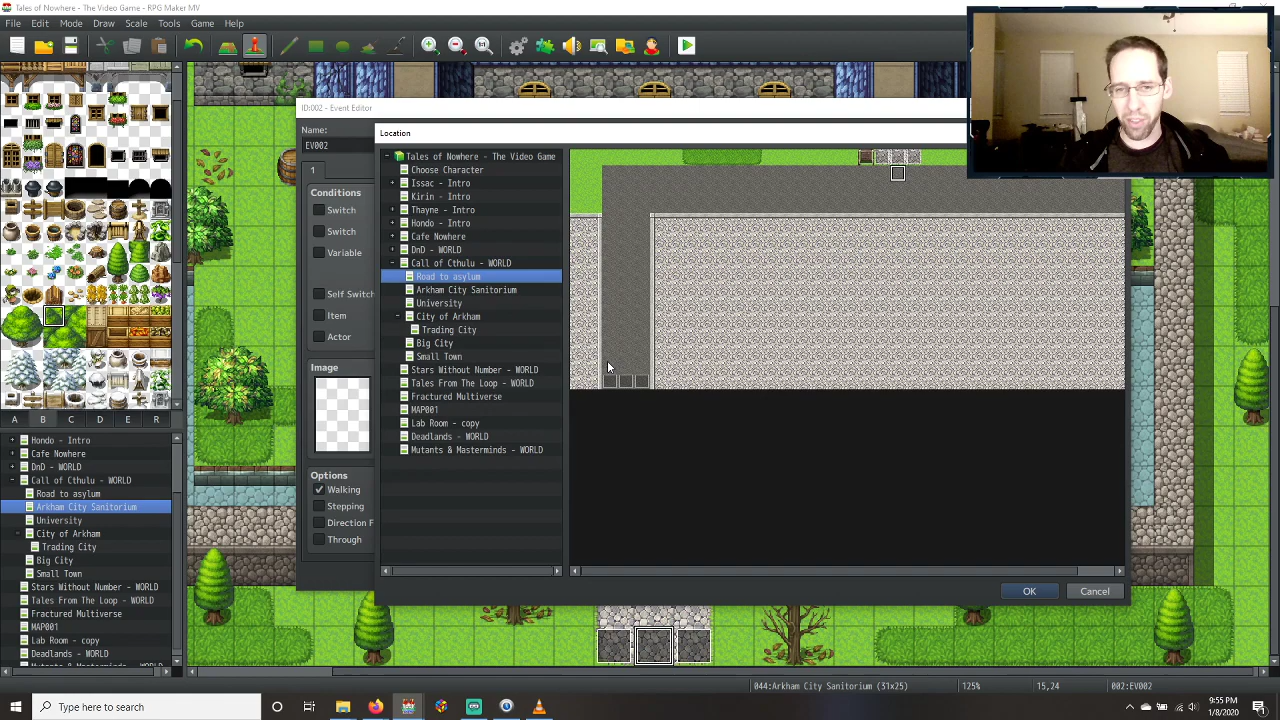 Tales of Nowhere - The Video Game - RPG Maker MV
File Edit Mode Draw Scale Tools Game Help
ID:002 - Event Editor
Name:
EV002
1
Conditions
Switch
Switch
Variable
Self Switch
Item
Actor
Image
Options
Walking
Stepping
Direction F
Through
Location
Tales of Nowhere - The Video Game
Choose Character
Issac - Intro
Kirin - Intro
Thayne - Intro
Hondo - Intro
Cafe Nowhere
DnD - WORLD
Call of Cthulu - WORLD
Road to asylum
Arkham City Sanitorium
University
City of Arkham
Trading City
Big City
Small Town
Stars Without Number - WORLD
Tales From The Loop - WORLD
Fractured Multiverse
MAP001
Lab Room - copy
Deadlands - WORLD
Mutants & Masterminds - WORLD
OK Cancel
A B C D E R
Hondo - Intro
Cafe Nowhere
DnD - WORLD
Call of Cthulu - WORLD
Road to asylum
Arkham City Sanitorium
University
City of Arkham
Trading City
Big City
Small Town
Stars Without Number - WORLD
Tales From The Loop - WORLD
Fractured Multiverse
MAP001
Lab Room - copy
Deadlands - WORLD
Mutants & Masterminds - WORLD
044:Arkham City Sanitorium (31x25) 125% 15,24 002:EV002
Type here to search
9:55 PM
1/8/2020